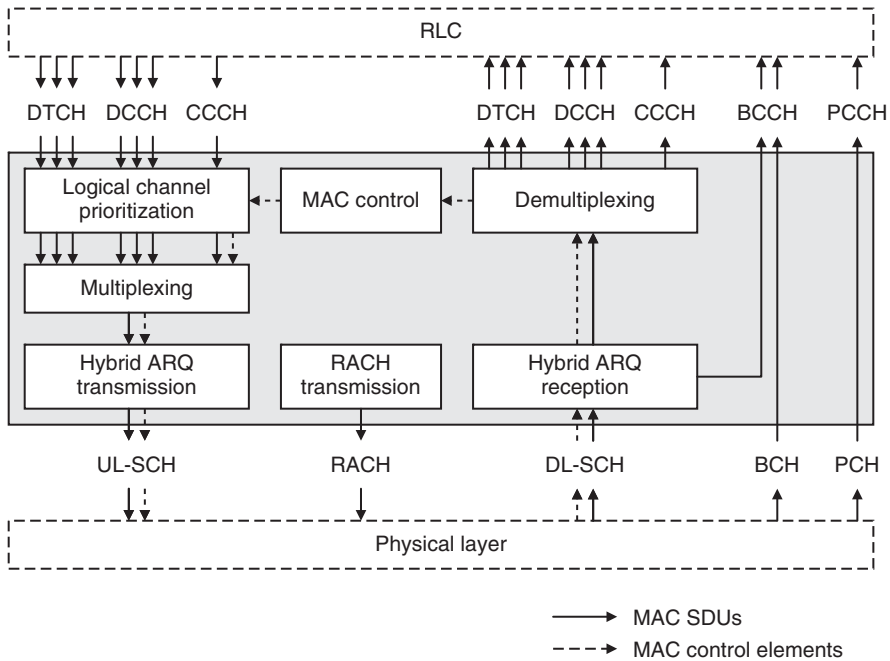 RLC
DTCH DCCH CCCH DTCH DCCH CCCH BCCH PCCH
Logical channel
prioritization
MAC control
Demultiplexing
Multiplexing
Hybrid ARQ
transmission
RACH
transmission
Hybrid ARQ
reception
UL-SCH RACH DL-SCH BCH PCH
Physical layer
MAC SDUs
MAC control elements